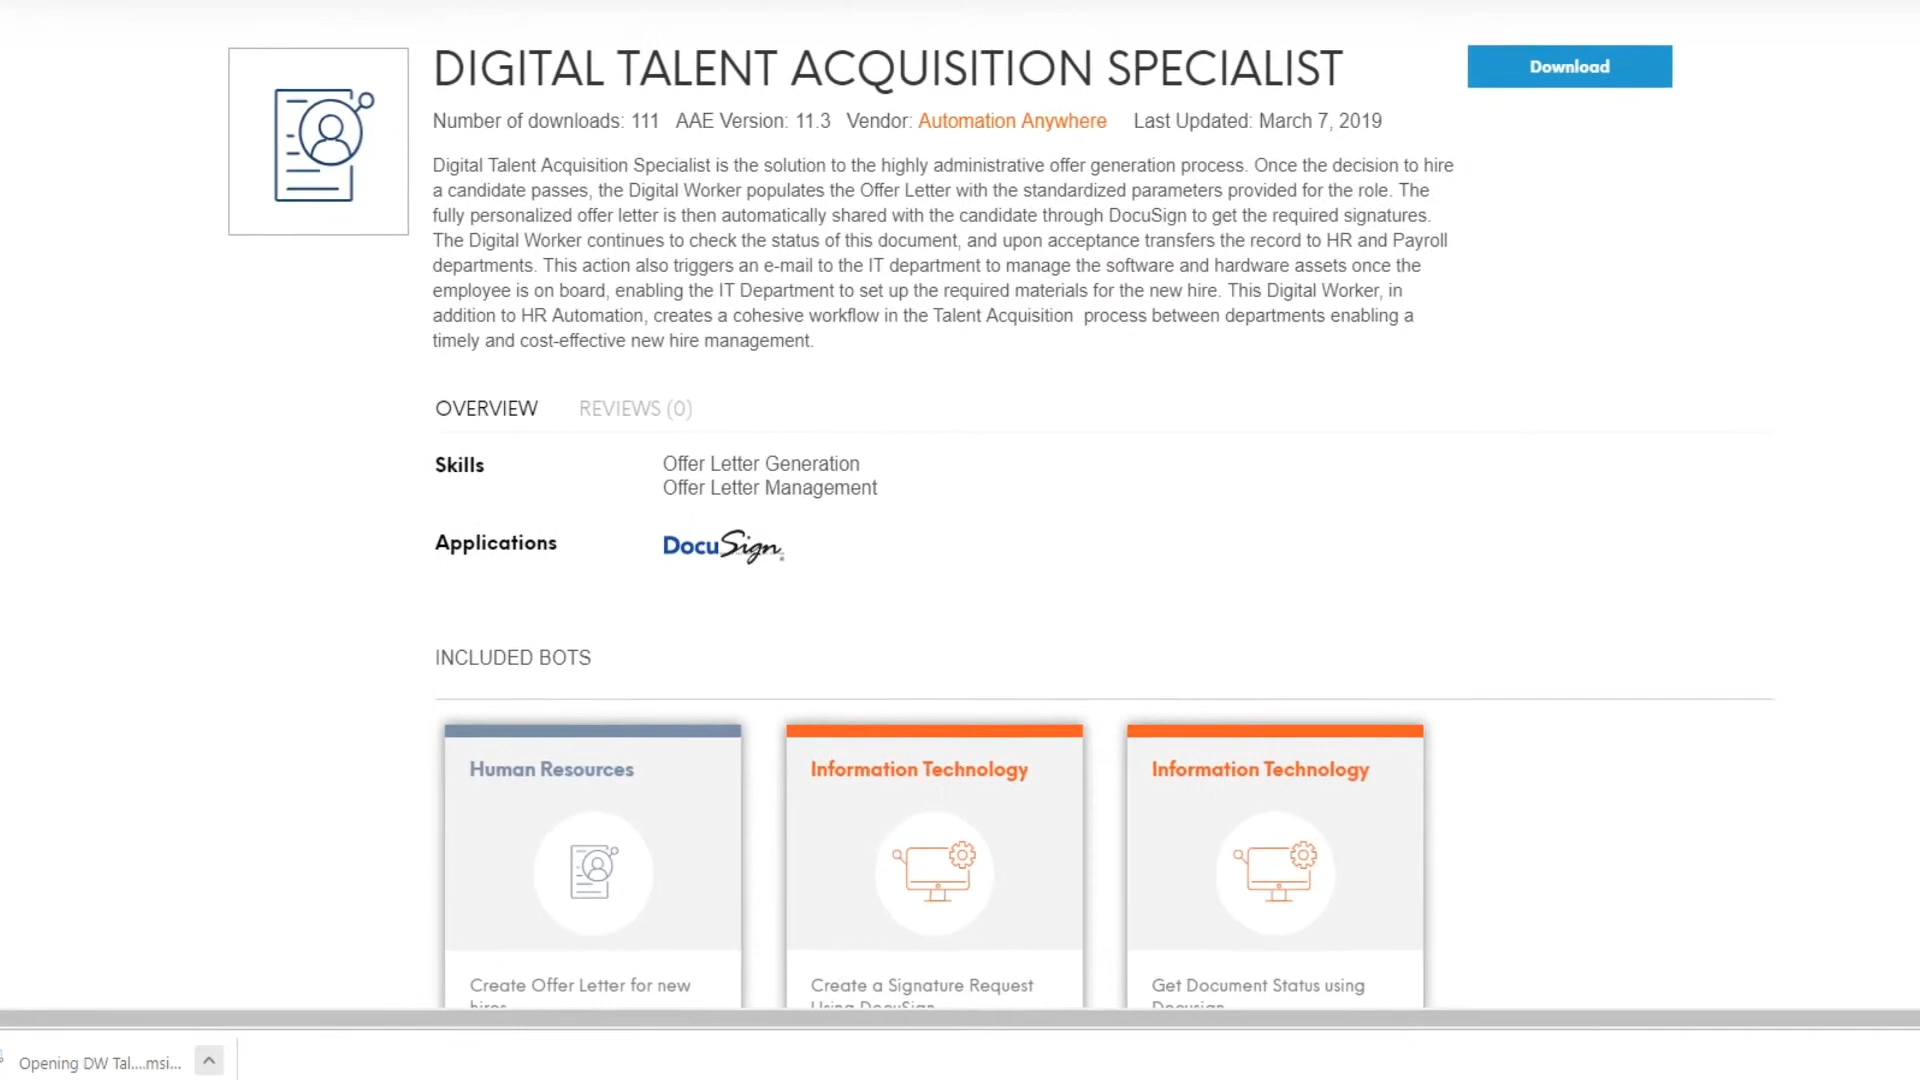 DIGITAL TALENT ACQUISITION SPECIALIST
Download
Number of downloads: 111 AAE Version: 11.3 Vendor: Automation Anywhere Last Updated: March 7, 2019
Digital Talent Acquisition Specialist is the solution to the highly administrative offer generation process. Once the decision to hire
a candidate passes, the Digital Worker populates the Offer Letter with the standardized parameters provided for the role. The
fully personalized offer letter is then automatically shared with the candidate through DocuSign to get the required signatures.
The Digital Worker continues to check the status of this document, and upon acceptance transfers the record to HR and Payroll
departments. This action also triggers an e-mail to the IT department to manage the software and hardware assets once the
employee is on board, enabling the IT Department to set up the required materials for the new hire. This Digital Worker, in
addition to HR Automation, creates a cohesive workflow in the Talent Acquisition process between departments enabling a
timely and cost-effective new hire management.
OVERVIEW REVIEWS (0)
Skills
Offer Letter Generation
Offer Letter Management
Applications
DocuSign
INCLUDED BOTS
Human Resources
Create Offer Letter for new
hires
Information Technology
Create a Signature Request
Using DocuSign
Information Technology
Get Document Status using
Docusign
Opening DW Tal....msi...